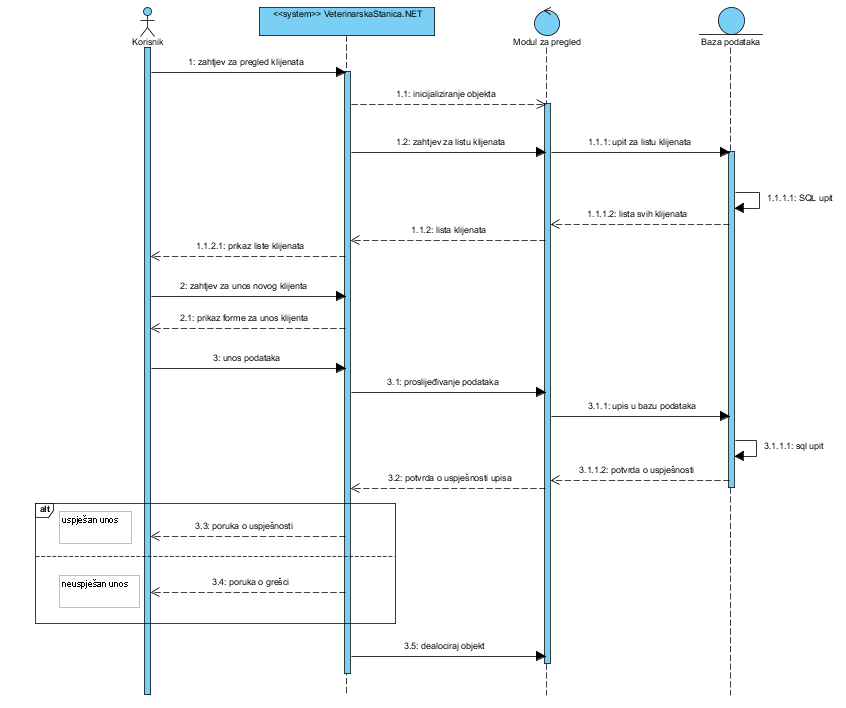 <<system>> VeterinarskaStanica.NET
Korisnik
Modul za pregled
Baza podataka
1: zahtjev za pregled klijenata
1.1: inicijaliziranje objekta
1.2: zahtjev za listu klijenata
1.1.1: upit za listu klijenata
1.1.1.1: SQL upit
1.1.1.2: lista svih klijenata
1.1.2: lista klijenata
1.1.2.1: prikaz liste klijenata
2: zahtjev za unos novog klijenta
2.1: prikaz forme za unos klijenta
3: unos podataka
3.1: proslijeđivanje podataka
3.1.1: upis u bazu podataka
3.1.1.1: sql upit
3.1.1.2: potvrda o uspješnosti
3.2: potvrda o uspješnosti upisa
alt
uspješan unos
3.3: poruka o uspješnosti
neuspješan unos
3.4: poruka o grešci
3.5: dealociraj objekt